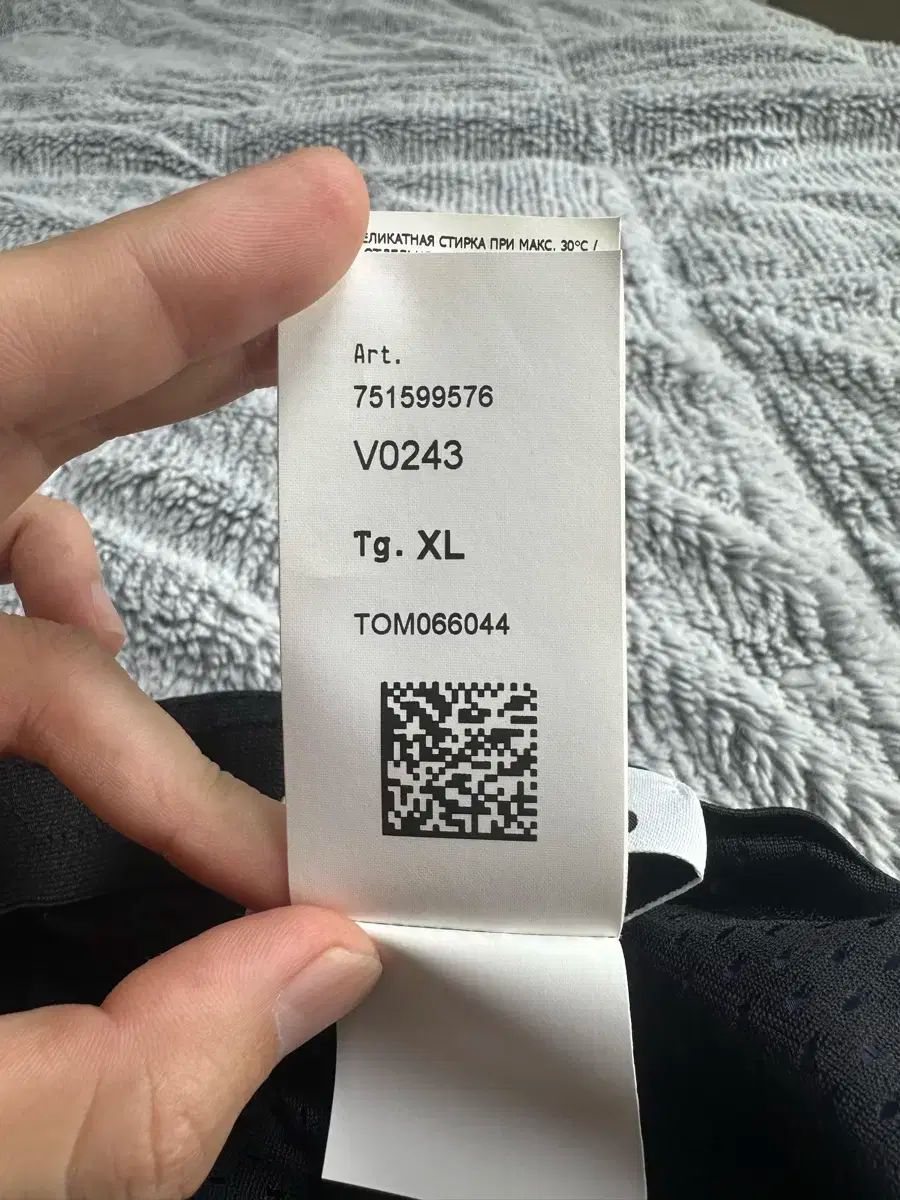 ЕЛИКАТНАЯ СТИРКА ПРИ МАКС. 30°C /
Art.
751599576
V0243
Tg. XL
TOM066044